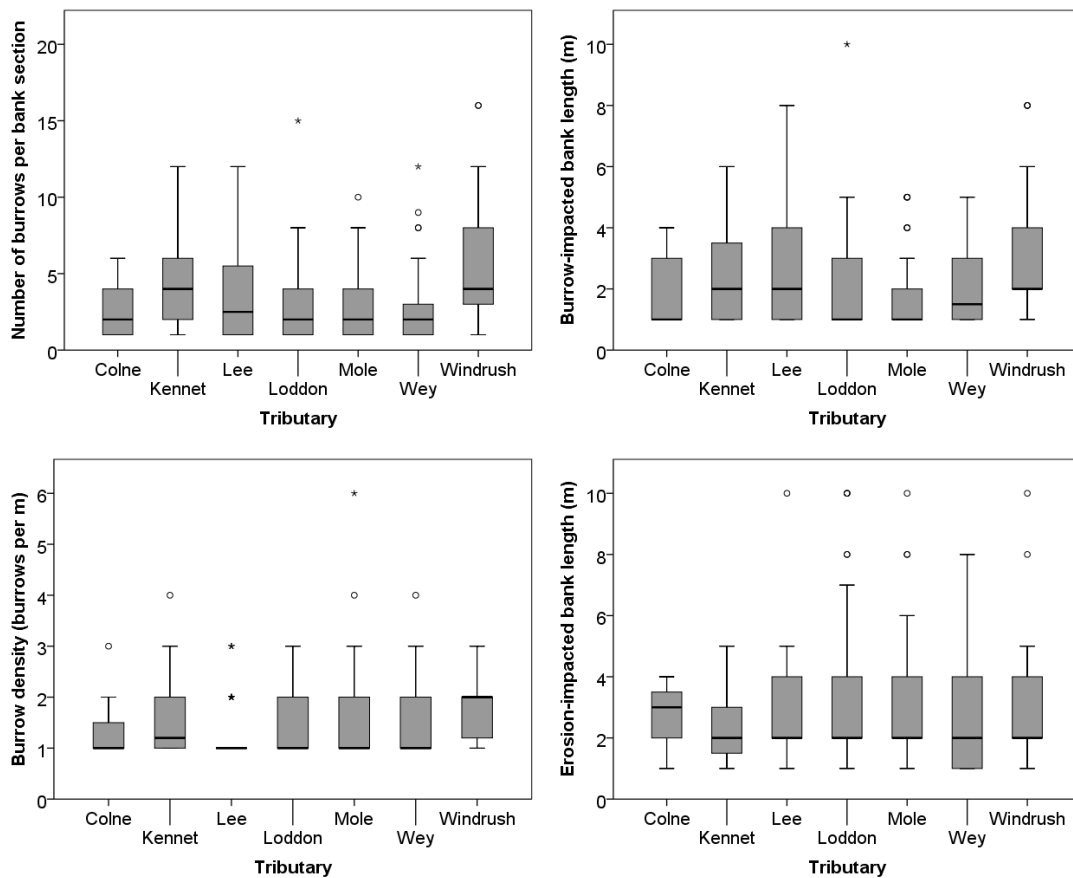 Number of burrows per bank section
20
15
10
5
0
Colne Lee Mole Windrush
Kennet Loddon Wey
Tributary
Burrow-impacted bank length (m)
10
8
6
4
2
0
Colne Lee Mole Windrush
Kennet Loddon Wey
Tributary
Burrow density (burrows per m)
6
5
4
3
2
1
0
Colne Lee Mole Windrush
Kennet Loddon Wey
Tributary
Erosion-impacted bank length (m)
10
8
6
4
2
0
Colne Lee Mole Windrush
Kennet Loddon Wey
Tributary